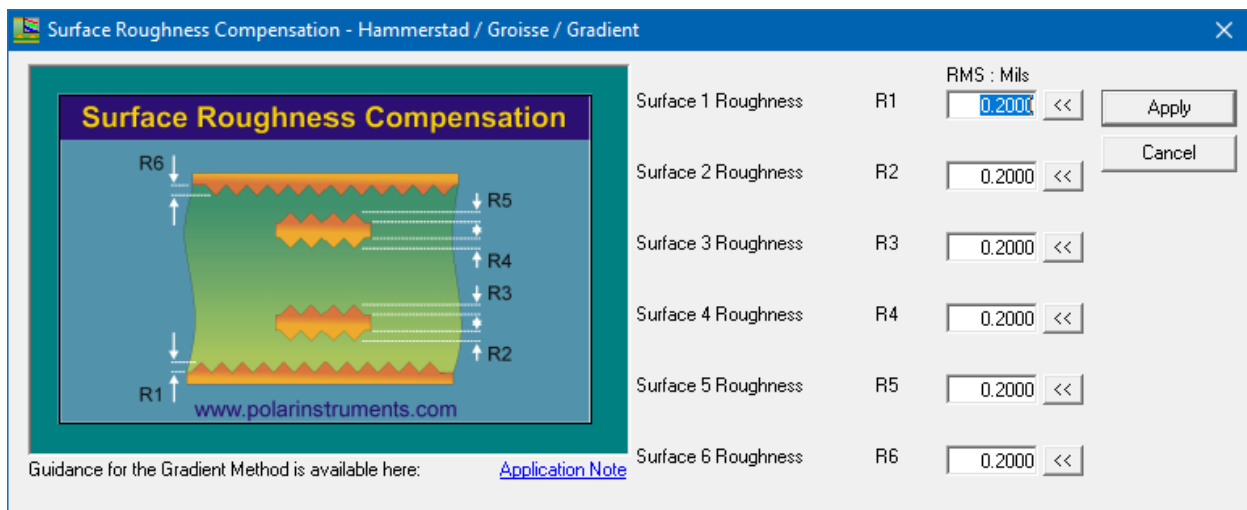 Surface Roughness Compensation - Hammerstad / Groisse / Gradient
Surface Roughness Compensation
R6
R5
R4
R3
R2
R1
www.polarinstruments.com
Guidance for the Gradient Method is available here: Application Note
RMS : Mils
Surface 1 Roughness R1 0.2000 <<
Surface 2 Roughness R2 0.2000 <<
Surface 3 Roughness R3 0.2000 <<
Surface 4 Roughness R4 0.2000 <<
Surface 5 Roughness R5 0.2000 <<
Surface 6 Roughness R6 0.2000 <<
Apply
Cancel